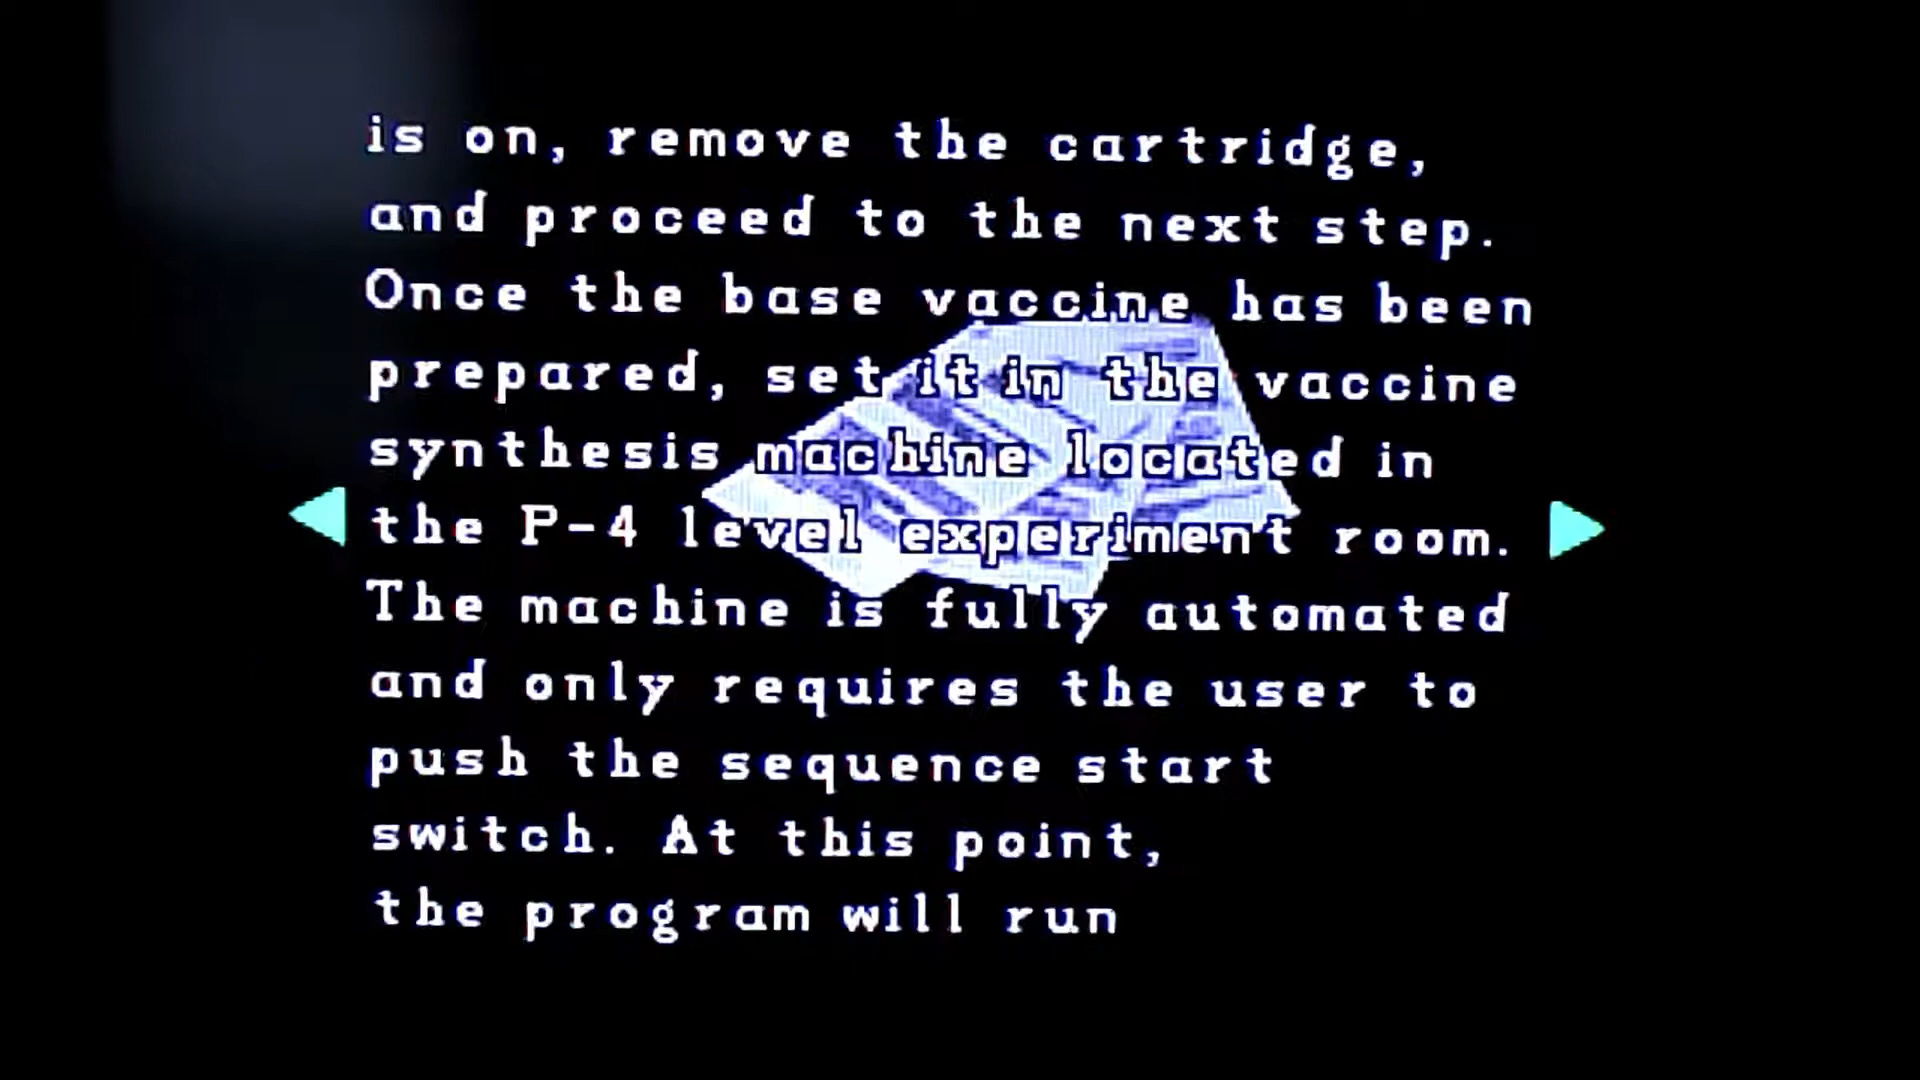 is on, remove the cartridge,
and proceed to the next step.
Once the base vaccine has been
prepared, set it in the vaccine
synthesis machine located in
the P-4 level experiment room.
The machine is fully automated
and only requires the user to
push the sequence start
switch. At this point,
the program will run